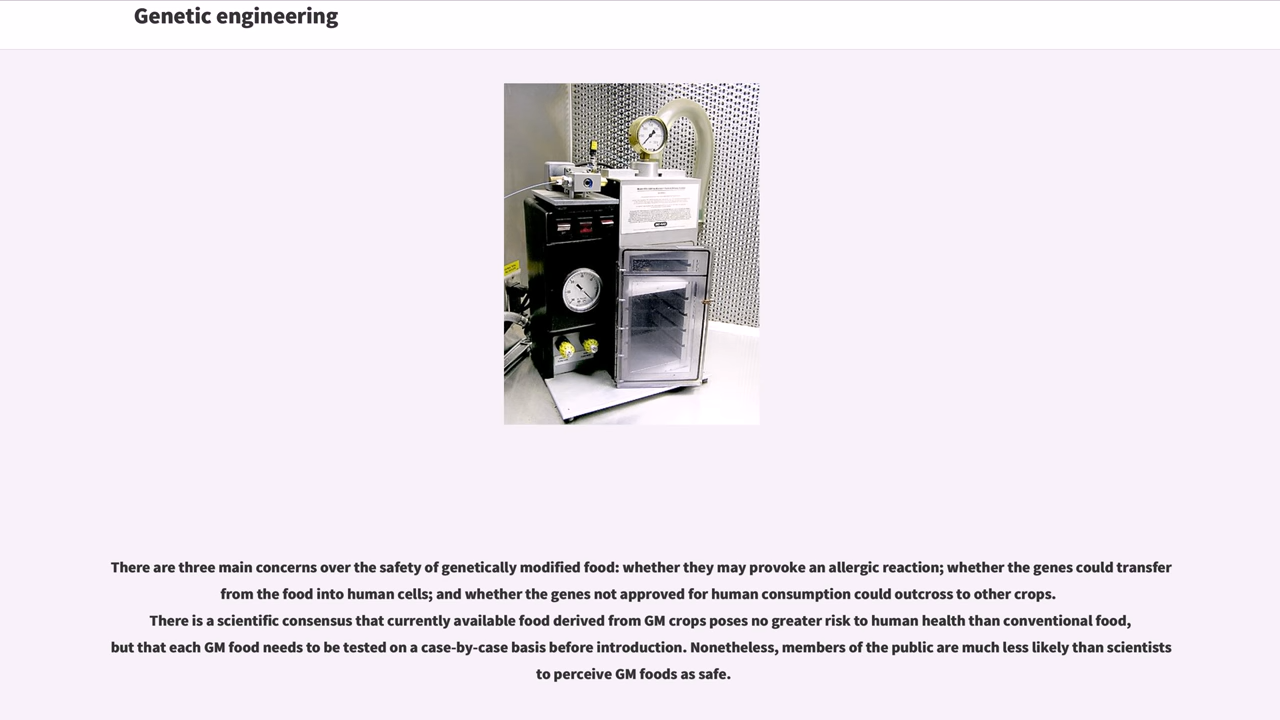 Genetic engineering
There are three main concerns over the safety of genetically modified food: whether they may provoke an allergic reaction; whether the genes could transfer
from the food into human cells; and whether the genes not approved for human consumption could outcross to other crops.
There is a scientific consensus that currently available food derived from GM crops poses no greater risk to human health than conventional food,
but that each GM food needs to be tested on a case-by-case basis before introduction. Nonetheless, members of the public are much less likely than scientists
to perceive GM foods as safe.